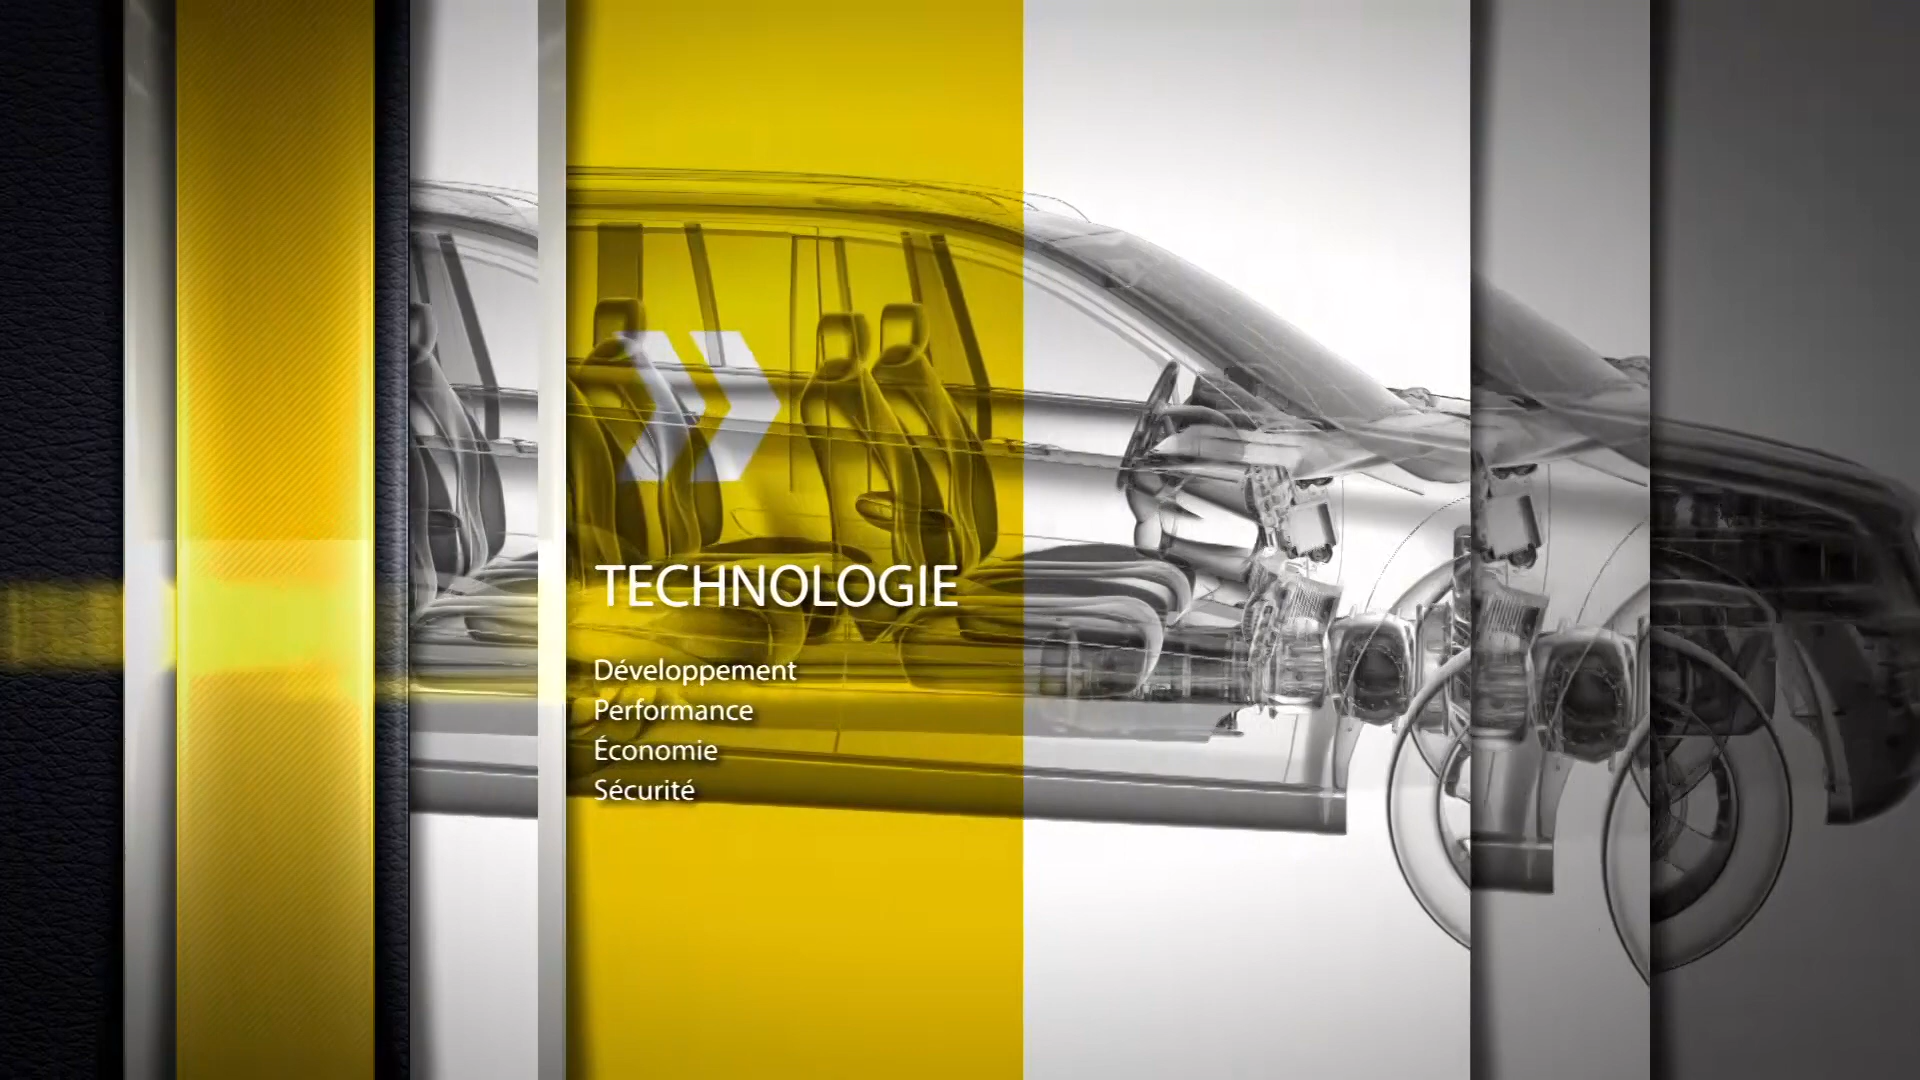 TECHNOLOGIE
Développement
Performance
Économie
Sécurité